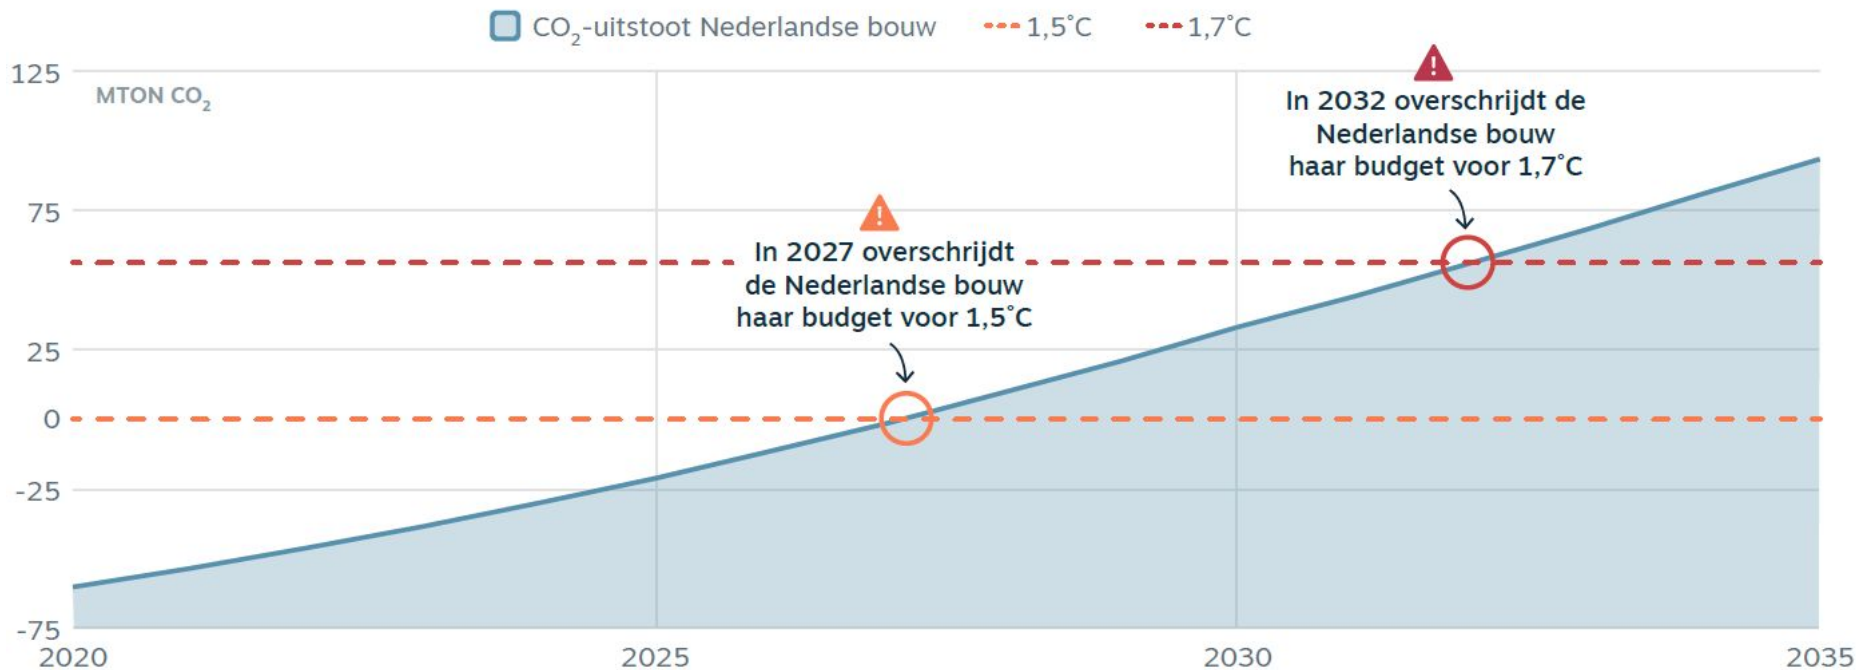 CO₂-uitstoot Nederlandse bouw 1,5°C 1,7°C
125
MTON CO₂
In 2032 overschrijdt de
Nederlandse bouw
haar budget voor 1,7°C
75
In 2027 overschrijdt
de Nederlandse bouw
haar budget voor 1,5°C
25
0
-25
-75
2020 2025 2030 2035